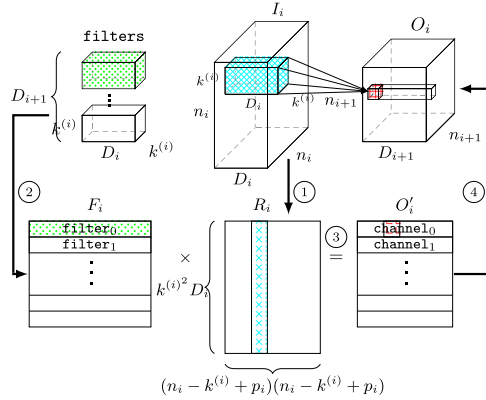 filters
I_i
O_i
D_{i+1}
k^{(i)}
D_i
k^{(i)}
k^{(i)}
n_i
D_i
k^{(i)}
n_{i+1}
n_i
D_i
D_{i+1}
n_{i+1}
2
1
4
F_i
R_i
O'_i
filter_0
filter_1
⋮
×
k^{(i)^2} D_i
3
=
channel_0
channel_1
⋮
(n_i − k^{(i)} + p_i)(n_i − k^{(i)} + p_i)